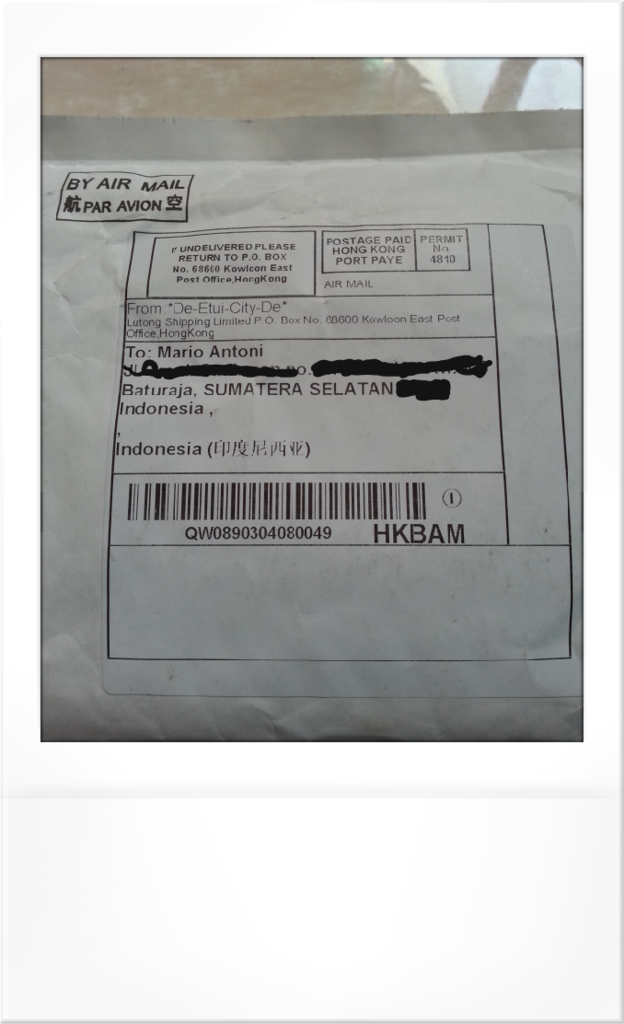 BY AIR MAIL
航 PAR AVION 空
IF UNDELIVERED PLEASE
RETURN TO P.O. BOX
No. 68600 Kowloon East
Post Office,HongKong
POSTAGE PAID
HONG KONG
PORT PAYE
PERMIT
No.
4810
AIR MAIL
From:*De-Etui-City-De*
Lutong Shipping Limited P.O. Box No. 68600 Kowloon East Post
Office,HongKong
To: Mario Antoni
no.
Baturaja, SUMATERA SELATAN
Indonesia ,
,
Indonesia (印度尼西亚)
①
QW0890304080049 HKBAM